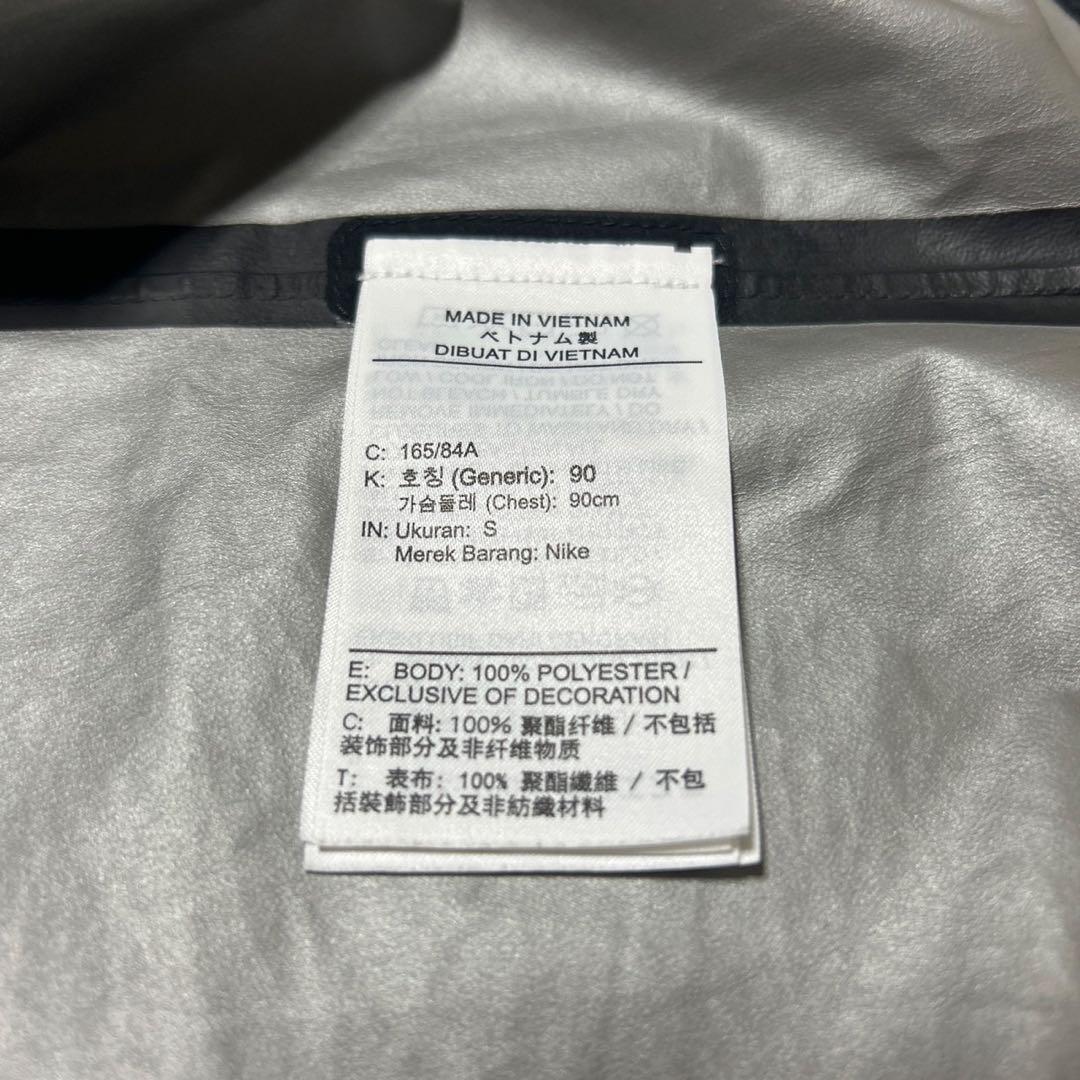 MADE IN VIETNAM
ベトナム製
DIBUAT DI VIETNAM
C: 165/84A
K: 호칭 (Generic): 90
가슴둘레 (Chest): 90cm
IN: Ukuran: S
Merek Barang: Nike
E: BODY: 100% POLYESTER /
EXCLUSIVE OF DECORATION
C: 面料: 100% 聚酯纤维 / 不包括
装饰部分及非纤维物质
T: 表布: 100% 聚酯纖維 / 不包
括裝飾部分及非紡織材料